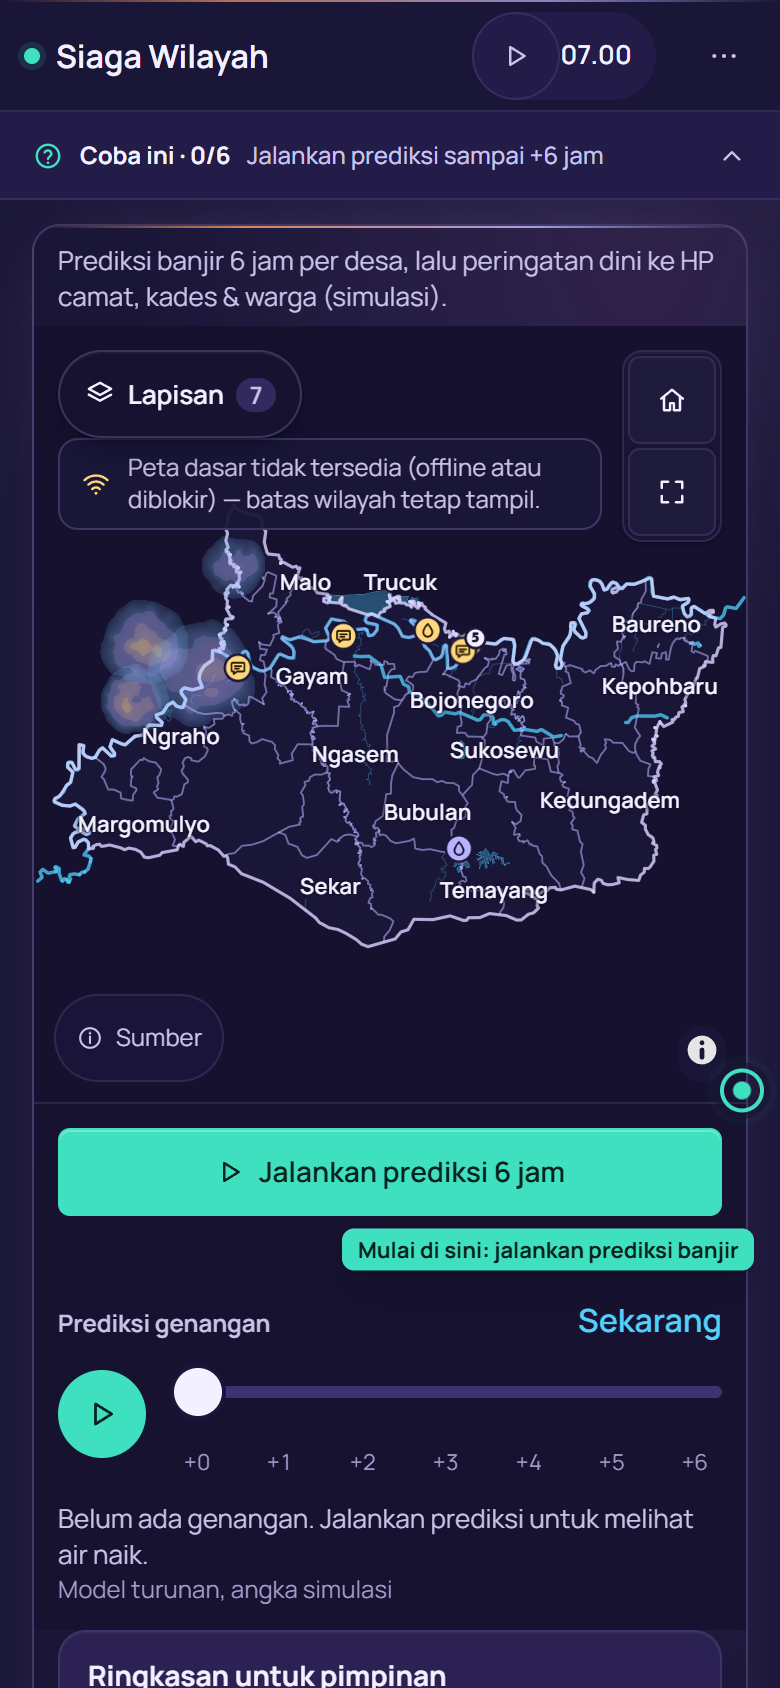 Siaga Wilayah
07.00
Coba ini · 0/6 Jalankan prediksi sampai +6 jam
Prediksi banjir 6 jam per desa, lalu peringatan dini ke HP
camat, kades & warga (simulasi).
Lapisan 7
Peta dasar tidak tersedia (offline atau
diblokir) — batas wilayah tetap tampil.
Malo
Trucuk
Baureno
5
Gayam
Kepohbaru
Bojonegoro
Ngraho
Ngasem
Sukosewu
Kedungadem
Bubulan
Margomulyo
Sekar
Temayang
Sumber
Jalankan prediksi 6 jam
Mulai di sini: jalankan prediksi banjir
Prediksi genangan
Sekarang
+0 +1 +2 +3 +4 +5 +6
Belum ada genangan. Jalankan prediksi untuk melihat
air naik.
Model turunan, angka simulasi
Ringkasan untuk pimpinan